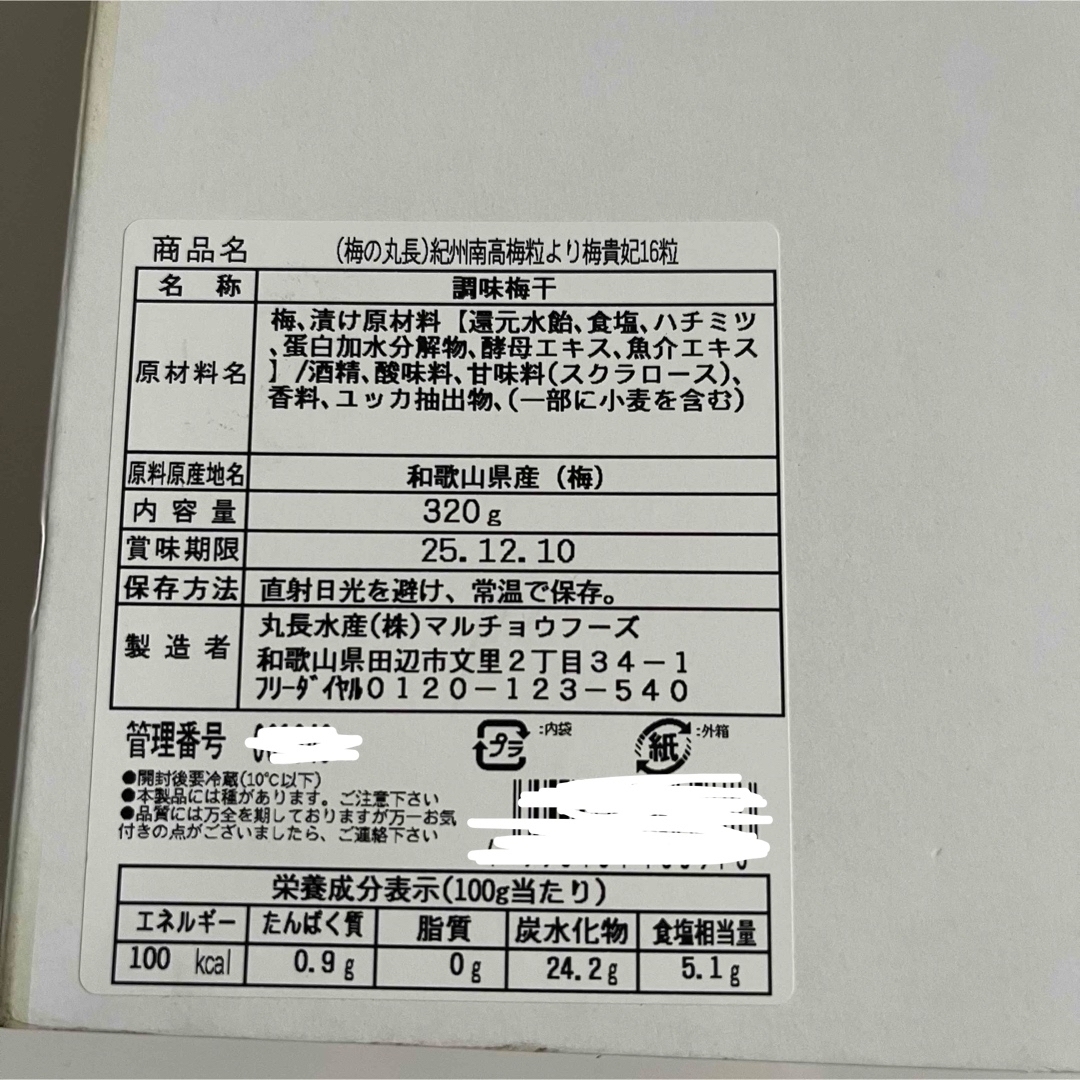 商品名 (梅の丸長)紀州南高梅粒より梅貴妃16粒
名称 調味梅干
原材料名 梅、漬け原材料【還元水飴、食塩、ハチミツ
、蛋白加水分解物、酵母エキス、魚介エキス
】/酒精、酸味料、甘味料(スクラロース)、
香料、ユッカ抽出物、(一部に小麦を含む)
原料原産地名 和歌山県産(梅)
内容量 320g
賞味期限 25.12.10
保存方法 直射日光を避け、常温で保存。
製造者 丸長水産(株)マルチョウフーズ
和歌山県田辺市文里2丁目34-1
フリーダイヤル0120-123-540
管理番号
プラ :内袋
紙 :外箱
●開封後要冷蔵(10℃以下)
●本製品には種があります。ご注意下さい
●品質には万全を期しておりますが万一お気
付きの点がございましたら、ご連絡下さい
栄養成分表示(100g当たり)
エネルギー たんぱく質 脂質 炭水化物 食塩相当量
100 kcal 0.9g 0g 24.2g 5.1g